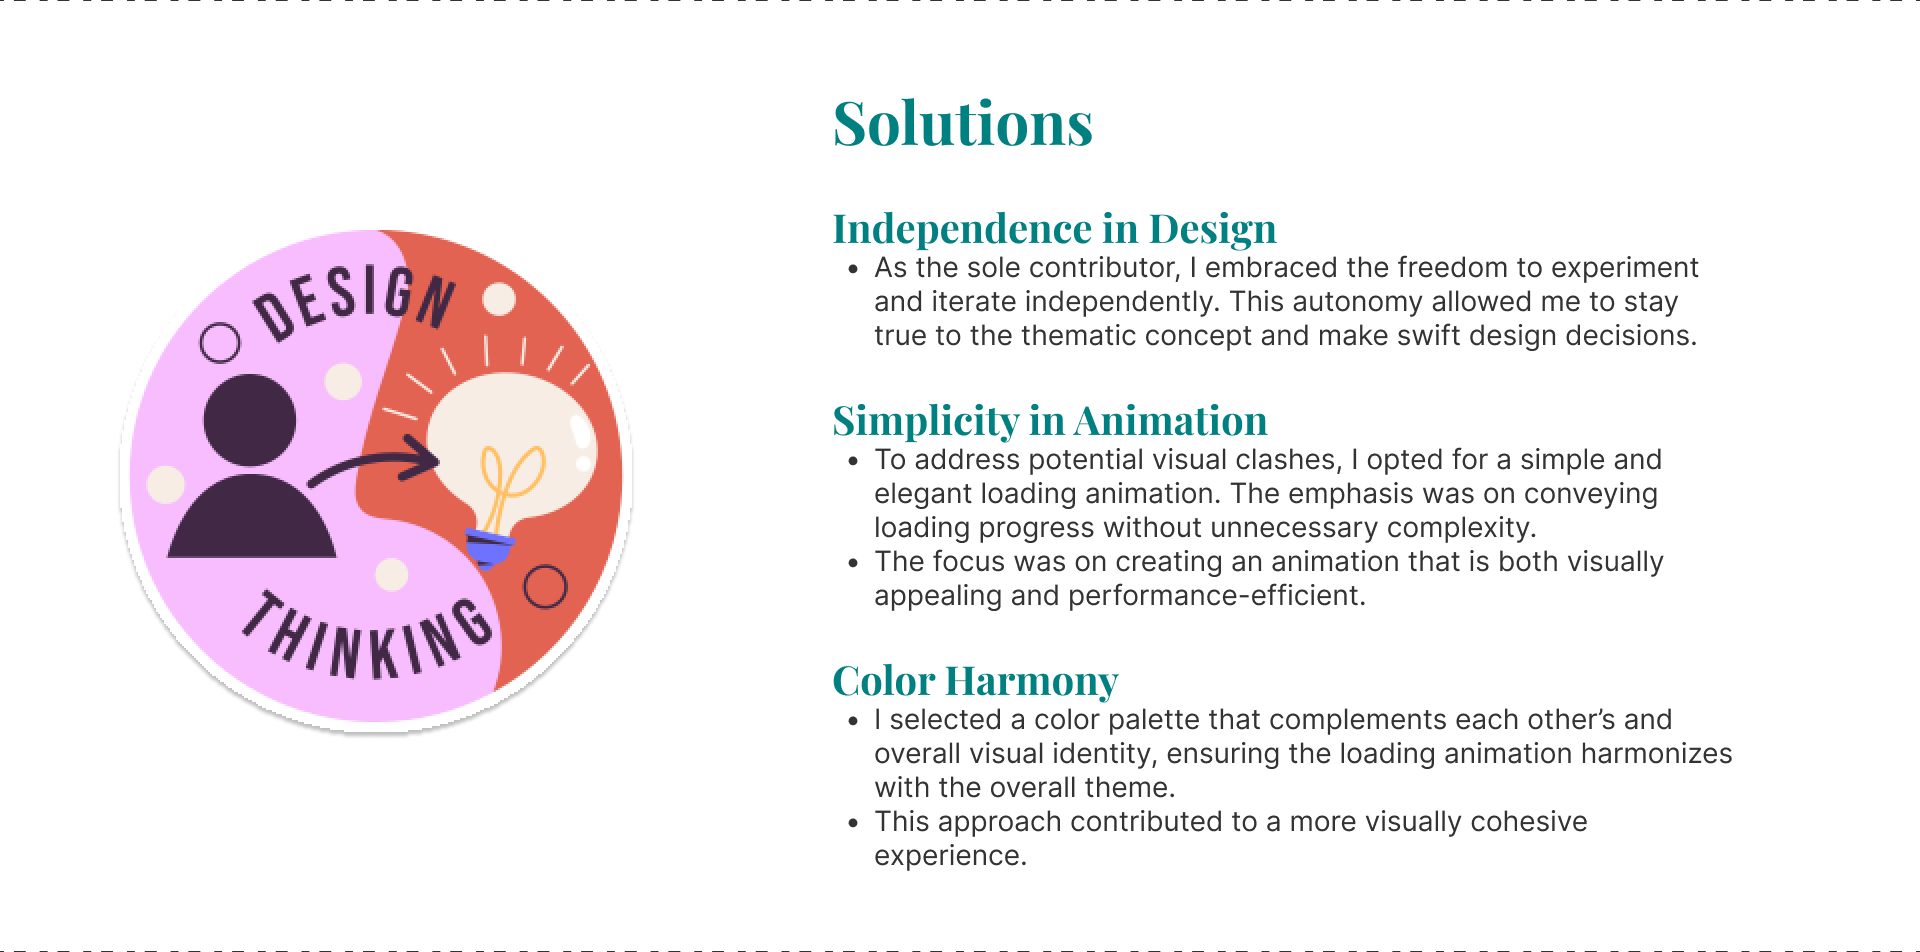 DESIGN
THINKING
Solutions
Independence in Design
• As the sole contributor, I embraced the freedom to experiment
and iterate independently. This autonomy allowed me to stay
true to the thematic concept and make swift design decisions.
Simplicity in Animation
• To address potential visual clashes, I opted for a simple and
elegant loading animation. The emphasis was on conveying
loading progress without unnecessary complexity.
• The focus was on creating an animation that is both visually
appealing and performance-efficient.
Color Harmony
• I selected a color palette that complements each other’s and
overall visual identity, ensuring the loading animation harmonizes
with the overall theme.
• This approach contributed to a more visually cohesive
experience.